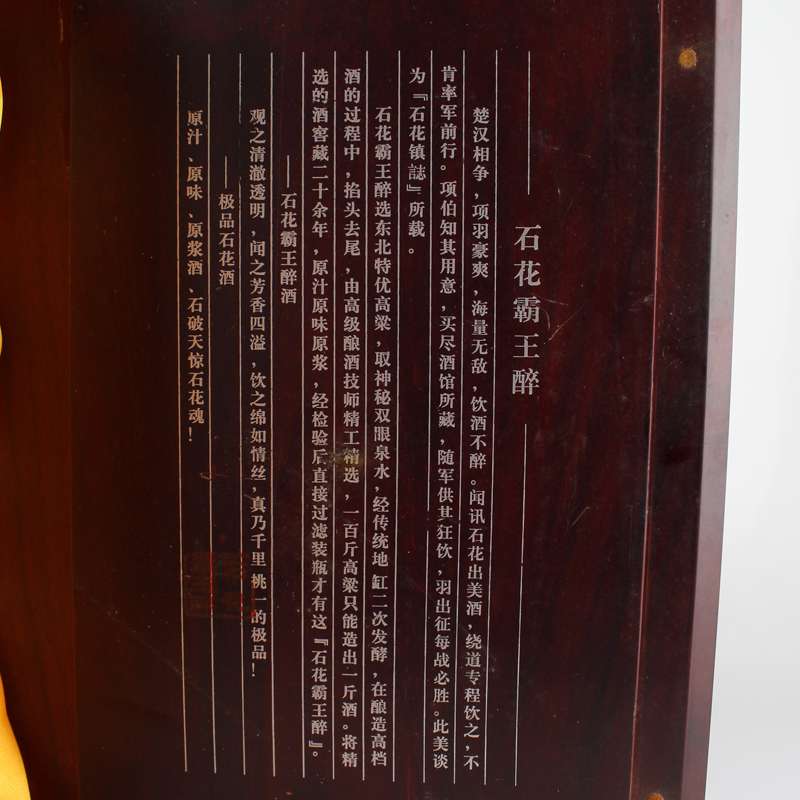 石花霸王醉
楚汉相争，项羽豪爽，海量无敌，饮酒不醉。闻讯石花出美酒，绕道专程饮之，不
肯率军前行。项伯知其用意，买尽酒馆所藏，随军供其狂饮，羽出征每战必胜。此美谈
为『石花镇誌』所载。
石花霸王醉选东北特优高粱，取神秘双眼泉水，经传统地缸二次发酵，在酿造高档
酒的过程中，掐头去尾，由高级酿酒技师精工精选，一百斤高粱只能造出一斤酒。将精
选的酒窖藏二十余年，原汁原味原浆，经检验后直接过滤装瓶才有这『石花霸王醉』。
——石花霸王醉酒
观之清澈透明，闻之芳香四溢，饮之绵如情丝，真乃千里桃一的极品！
——极品石花酒
原汁、原味、原浆酒、石破天惊石花魂！